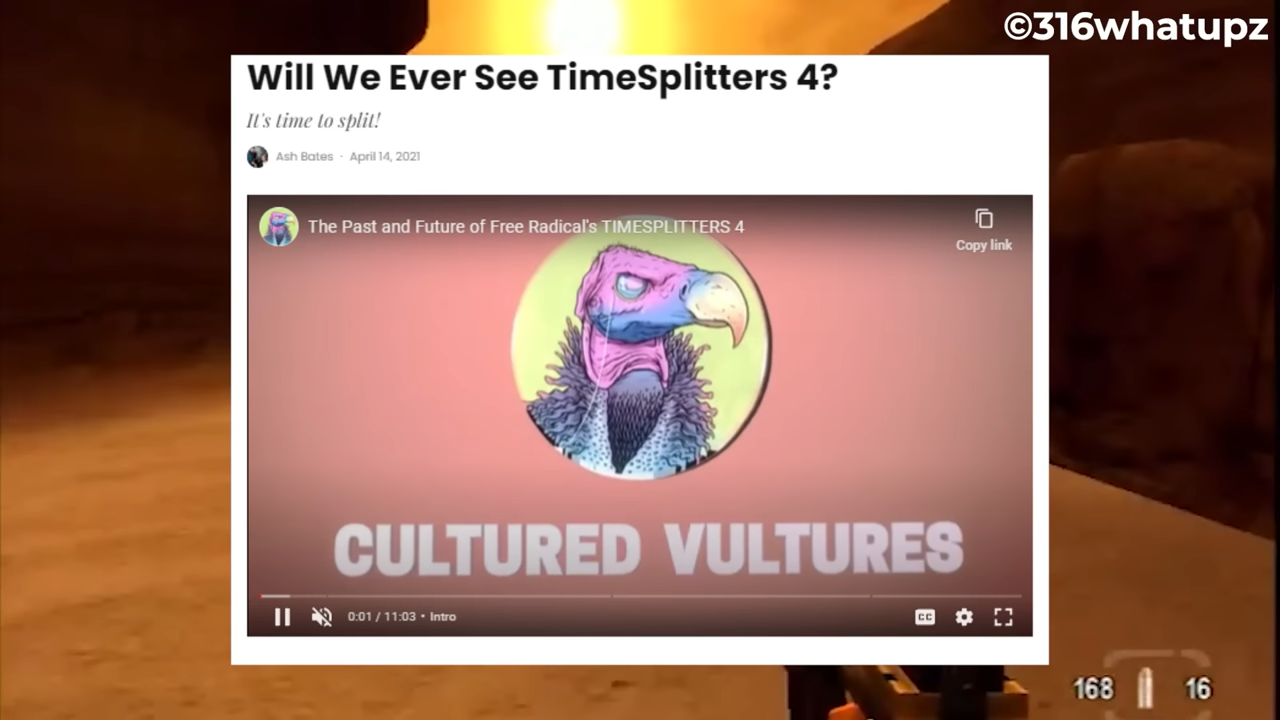 ©316whatupz
Will We Ever See TimeSplitters 4?
It's time to split!
Ash Bates · April 14, 2021
The Past and Future of Free Radical's TIMESPLITTERS 4
Copy link
CULTURED VULTURES
0:01 / 11:03 • Intro
CC
168 16